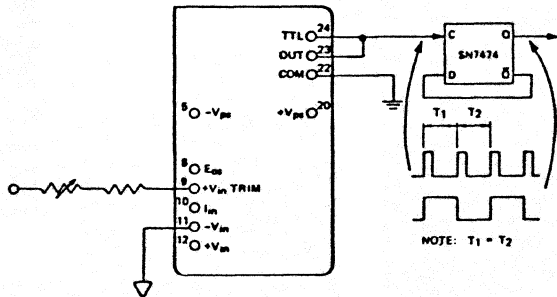 TTL 24
OUT 23
COM 22
5 -Vps
+Vps 20
8 Eos
9 +Vin TRIM
10 Iin
11 -Vin
12 +Vin
C Q
SN7474
D Q̅
T1 T2
NOTE: T1 = T2